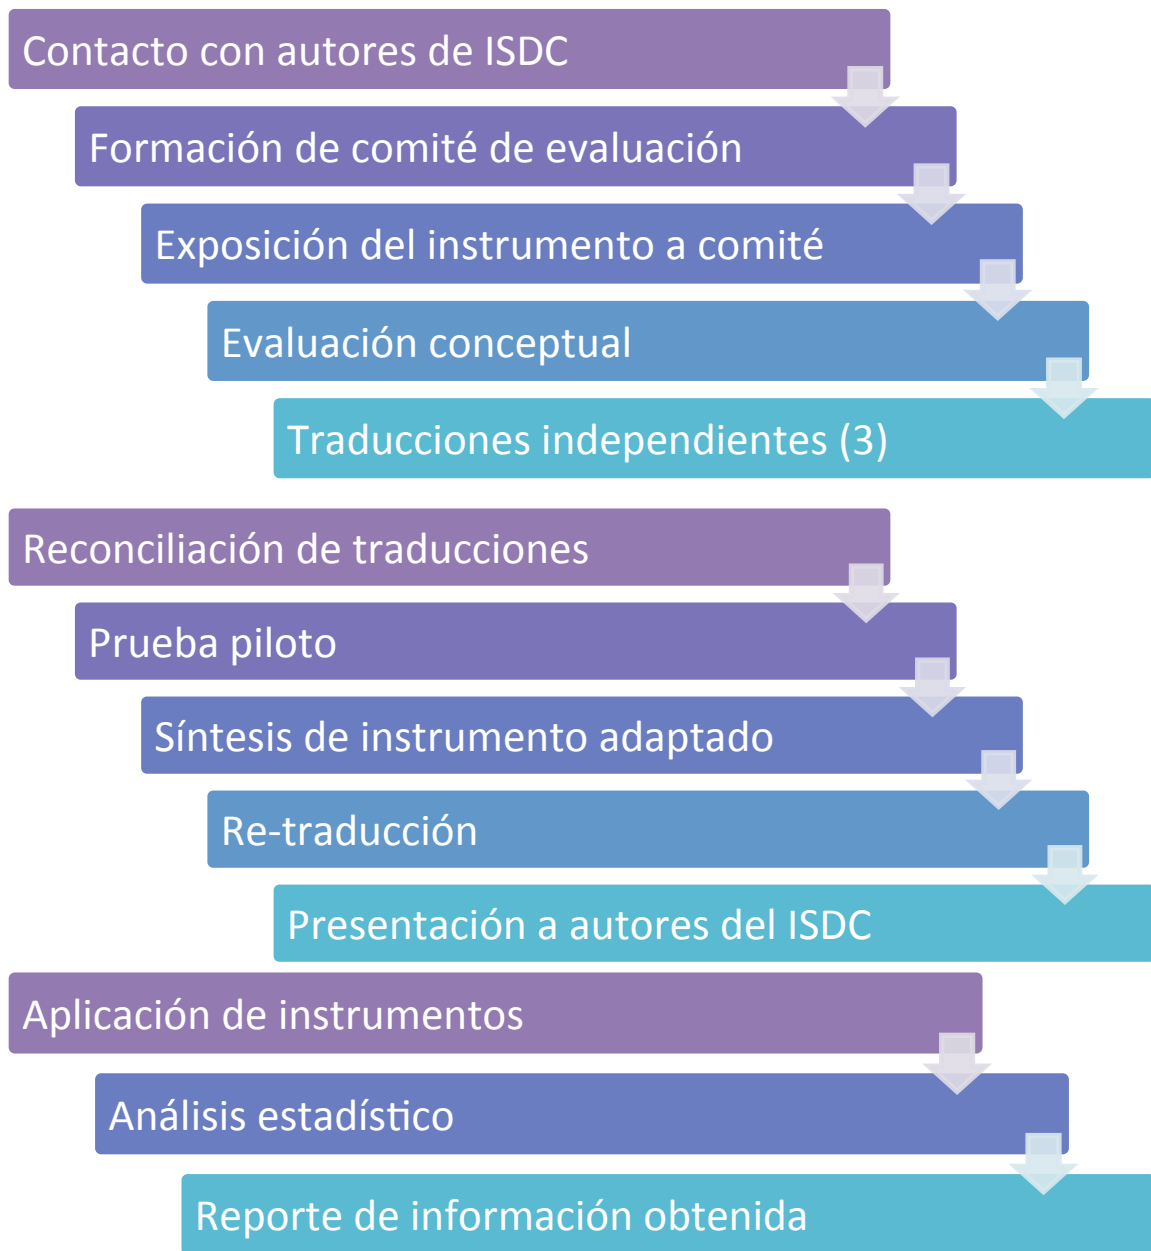 Contacto con autores de ISDC
Formación de comité de evaluación
Exposición del instrumento a comité
Evaluación conceptual
Traducciones independientes (3)
Reconciliación de traducciones
Prueba piloto
Síntesis de instrumento adaptado
Re-traducción
Presentación a autores del ISDC
Aplicación de instrumentos
Análisis estadístico
Reporte de información obtenida